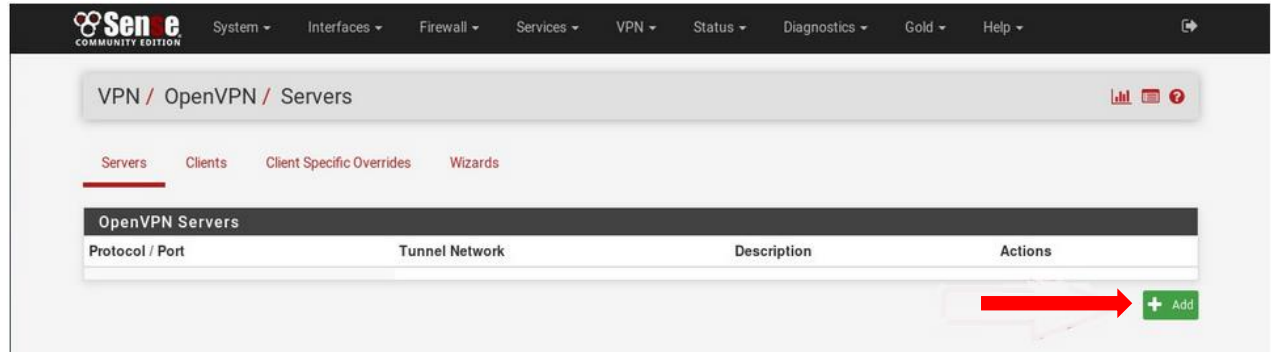 Sense
COMMUNITY EDITION
System Interfaces Firewall Services VPN Status Diagnostics Gold Help
VPN / OpenVPN / Servers
Servers Clients Client Specific Overrides Wizards
OpenVPN Servers
Protocol / Port Tunnel Network Description Actions
+ Add